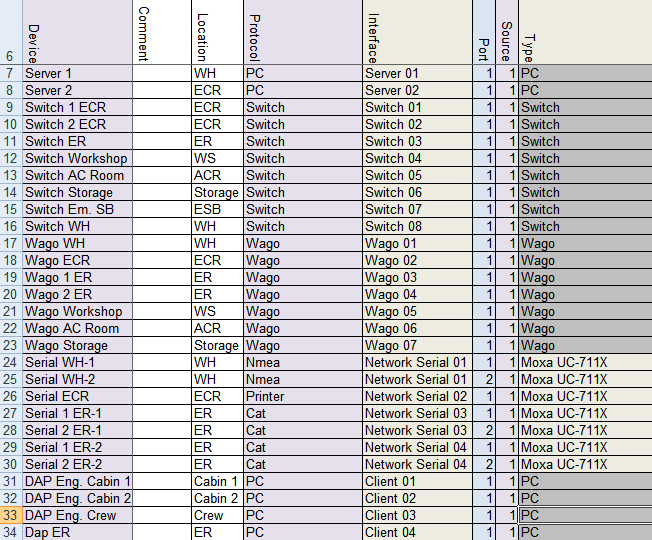 6 Device Comment Location Protocol Interface Port Source Type
7 Server 1 WH PC Server 01 1 1 PC
8 Server 2 ECR PC Server 02 1 1 PC
9 Switch 1 ECR ECR Switch Switch 01 1 1 Switch
10 Switch 2 ECR ECR Switch Switch 02 1 1 Switch
11 Switch ER ER Switch Switch 03 1 1 Switch
12 Switch Workshop WS Switch Switch 04 1 1 Switch
13 Switch AC Room ACR Switch Switch 05 1 1 Switch
14 Switch Storage Storage Switch Switch 06 1 1 Switch
15 Switch Em. SB ESB Switch Switch 07 1 1 Switch
16 Switch WH WH Switch Switch 08 1 1 Switch
17 Wago WH WH Wago Wago 01 1 1 Wago
18 Wago ECR ECR Wago Wago 02 1 1 Wago
19 Wago 1 ER ER Wago Wago 03 1 1 Wago
20 Wago 2 ER ER Wago Wago 04 1 1 Wago
21 Wago Workshop WS Wago Wago 05 1 1 Wago
22 Wago AC Room ACR Wago Wago 06 1 1 Wago
23 Wago Storage Storage Wago Wago 07 1 1 Wago
24 Serial WH-1 WH Nmea Network Serial 01 1 1 Moxa UC-711X
25 Serial WH-2 WH Nmea Network Serial 01 2 1 Moxa UC-711X
26 Serial ECR ECR Printer Network Serial 02 1 1 Moxa UC-711X
27 Serial 1 ER-1 ER Cat Network Serial 03 1 1 Moxa UC-711X
28 Serial 2 ER-1 ER Cat Network Serial 03 2 1 Moxa UC-711X
29 Serial 1 ER-2 ER Cat Network Serial 04 1 1 Moxa UC-711X
30 Serial 2 ER-2 ER Cat Network Serial 04 2 1 Moxa UC-711X
31 DAP Eng. Cabin 1 Cabin 1 PC Client 01 1 1 PC
32 DAP Eng. Cabin 2 Cabin 2 PC Client 02 1 1 PC
33 DAP Eng. Crew Crew PC Client 03 1 1 PC
34 Dap ER ER PC Client 04 1 1 PC